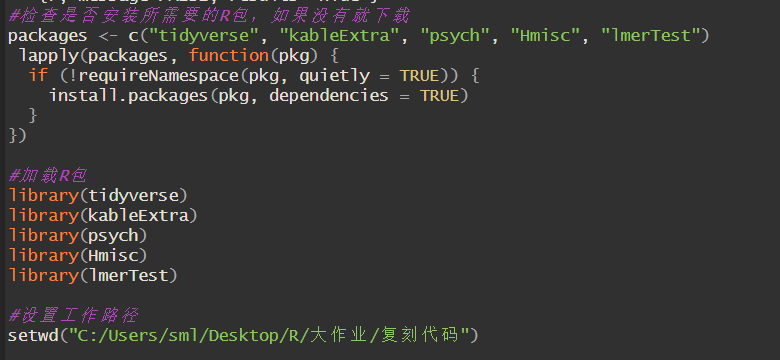 #检查是否安装所需要的R包，如果没有就下载
packages <- c("tidyverse", "kableExtra", "psych", "Hmisc", "lmerTest")
 lapply(packages, function(pkg) {
  if (!requireNamespace(pkg, quietly = TRUE)) {
    install.packages(pkg, dependencies = TRUE)
  }
})

#加载R包
library(tidyverse)
library(kableExtra)
library(psych)
library(Hmisc)
library(lmerTest)

#设置工作路径
setwd("C:/Users/sml/Desktop/R/大作业/复刻代码")